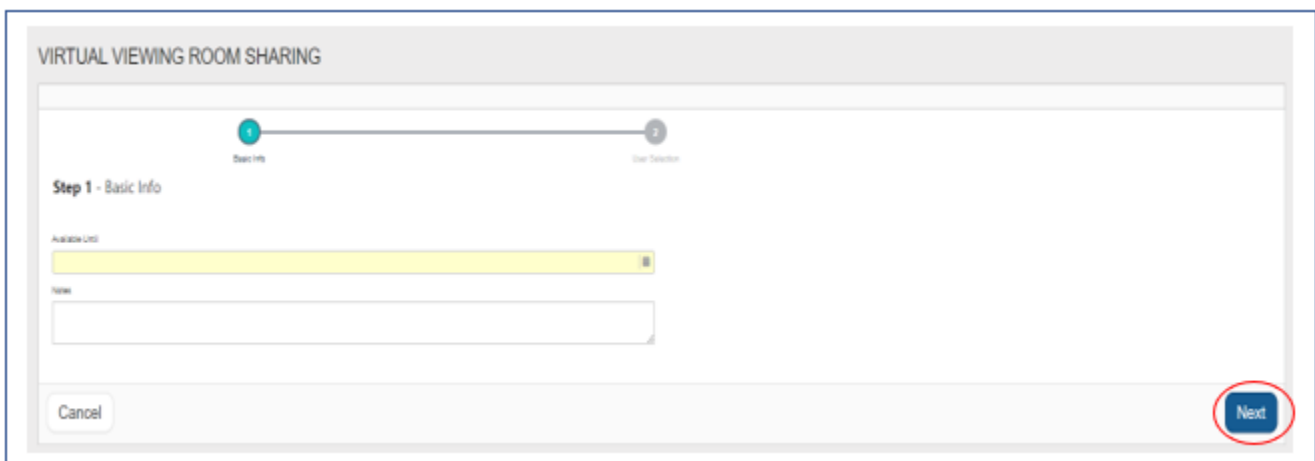 VIRTUAL VIEWING ROOM SHARING
1
2
Basic Info
User Selection
Step 1 - Basic Info
Available Until
Notes
Cancel
Next